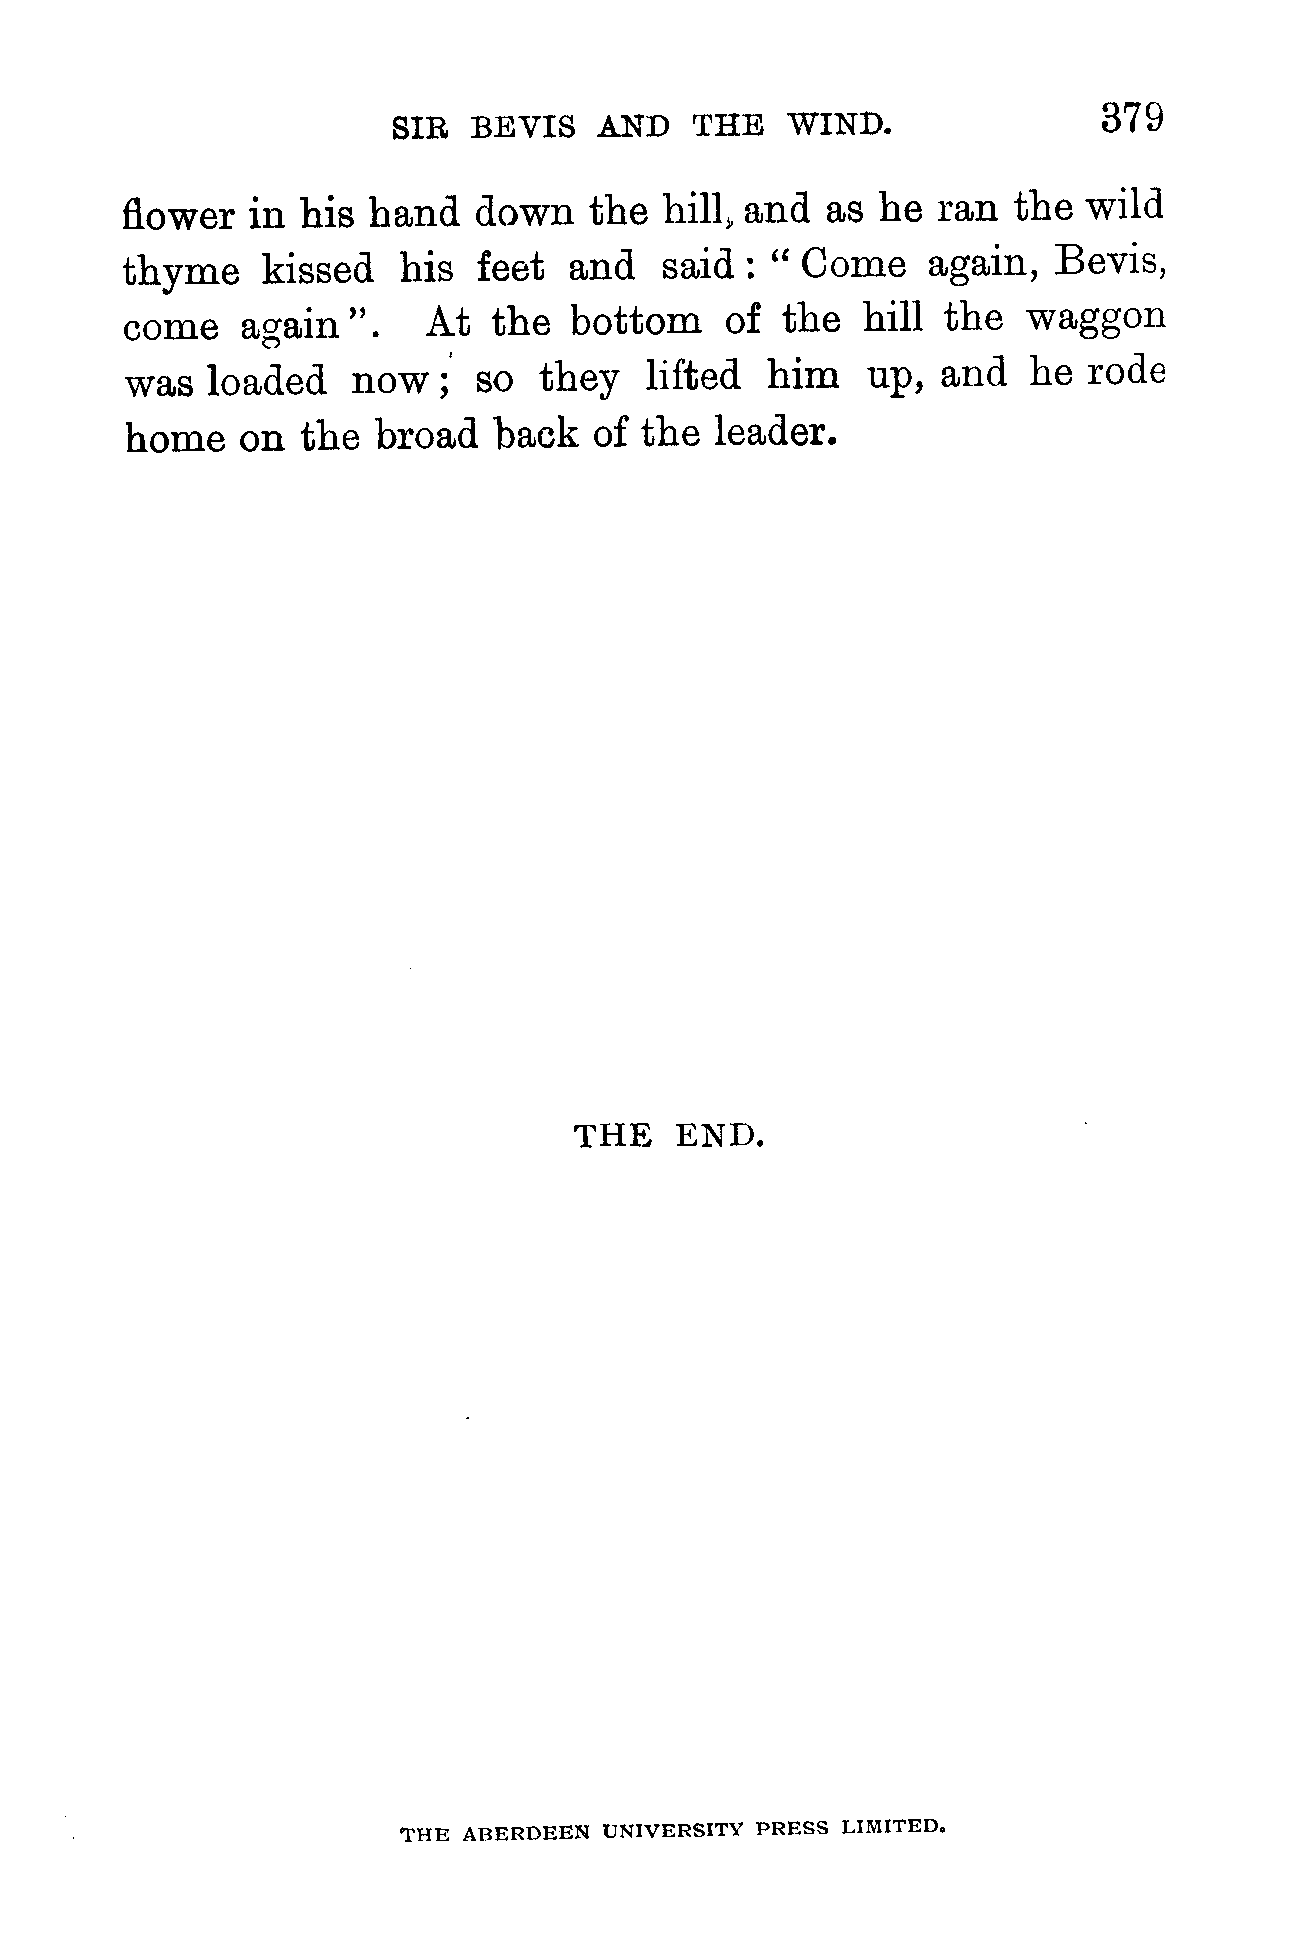 SIR BEVIS AND THE WIND. 379
flower in his hand down the hill, and as he ran the wild
thyme kissed his feet and said: “Come again, Bevis,
come again”. At the bottom of the hill the waggon
was loaded now; so they lifted him up, and he rode
home on the broad back of the leader.
THE END.
THE ABERDEEN UNIVERSITY PRESS LIMITED.